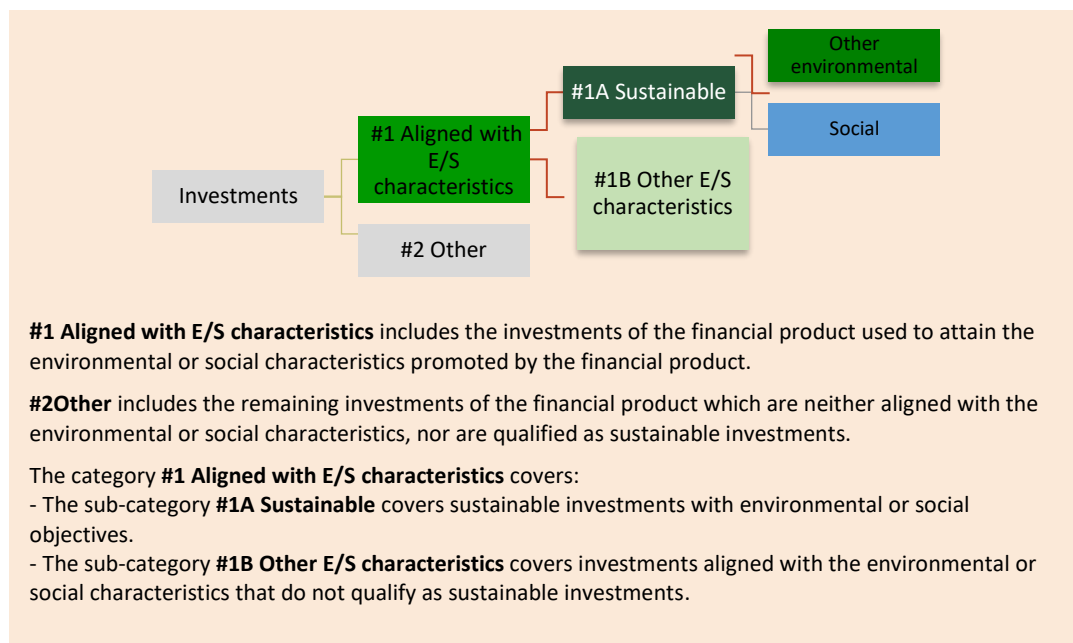 Other
environmental
#1A Sustainable
Social
#1 Aligned with
E/S
characteristics
#1B Other E/S
characteristics
Investments
#2 Other
#1 Aligned with E/S characteristics includes the investments of the financial product used to attain the
environmental or social characteristics promoted by the financial product.
#2Other includes the remaining investments of the financial product which are neither aligned with the
environmental or social characteristics, nor are qualified as sustainable investments.
The category #1 Aligned with E/S characteristics covers:
- The sub-category #1A Sustainable covers sustainable investments with environmental or social
objectives.
- The sub-category #1B Other E/S characteristics covers investments aligned with the environmental or
social characteristics that do not qualify as sustainable investments.